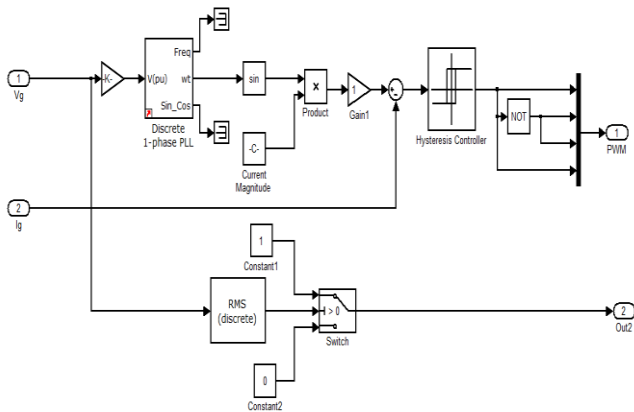 1
Vg
-K-
Freq
V(pu)
wt
Sin_Cos
Discrete
1-phase PLL
sin
-C-
Current
Magnitude
x
Product
1
Gain1
+
-
Hysteresis Controller
NOT
1
PWM
2
Ig
1
Constant1
RMS
(discrete)
> 0
Switch
0
Constant2
2
Out2